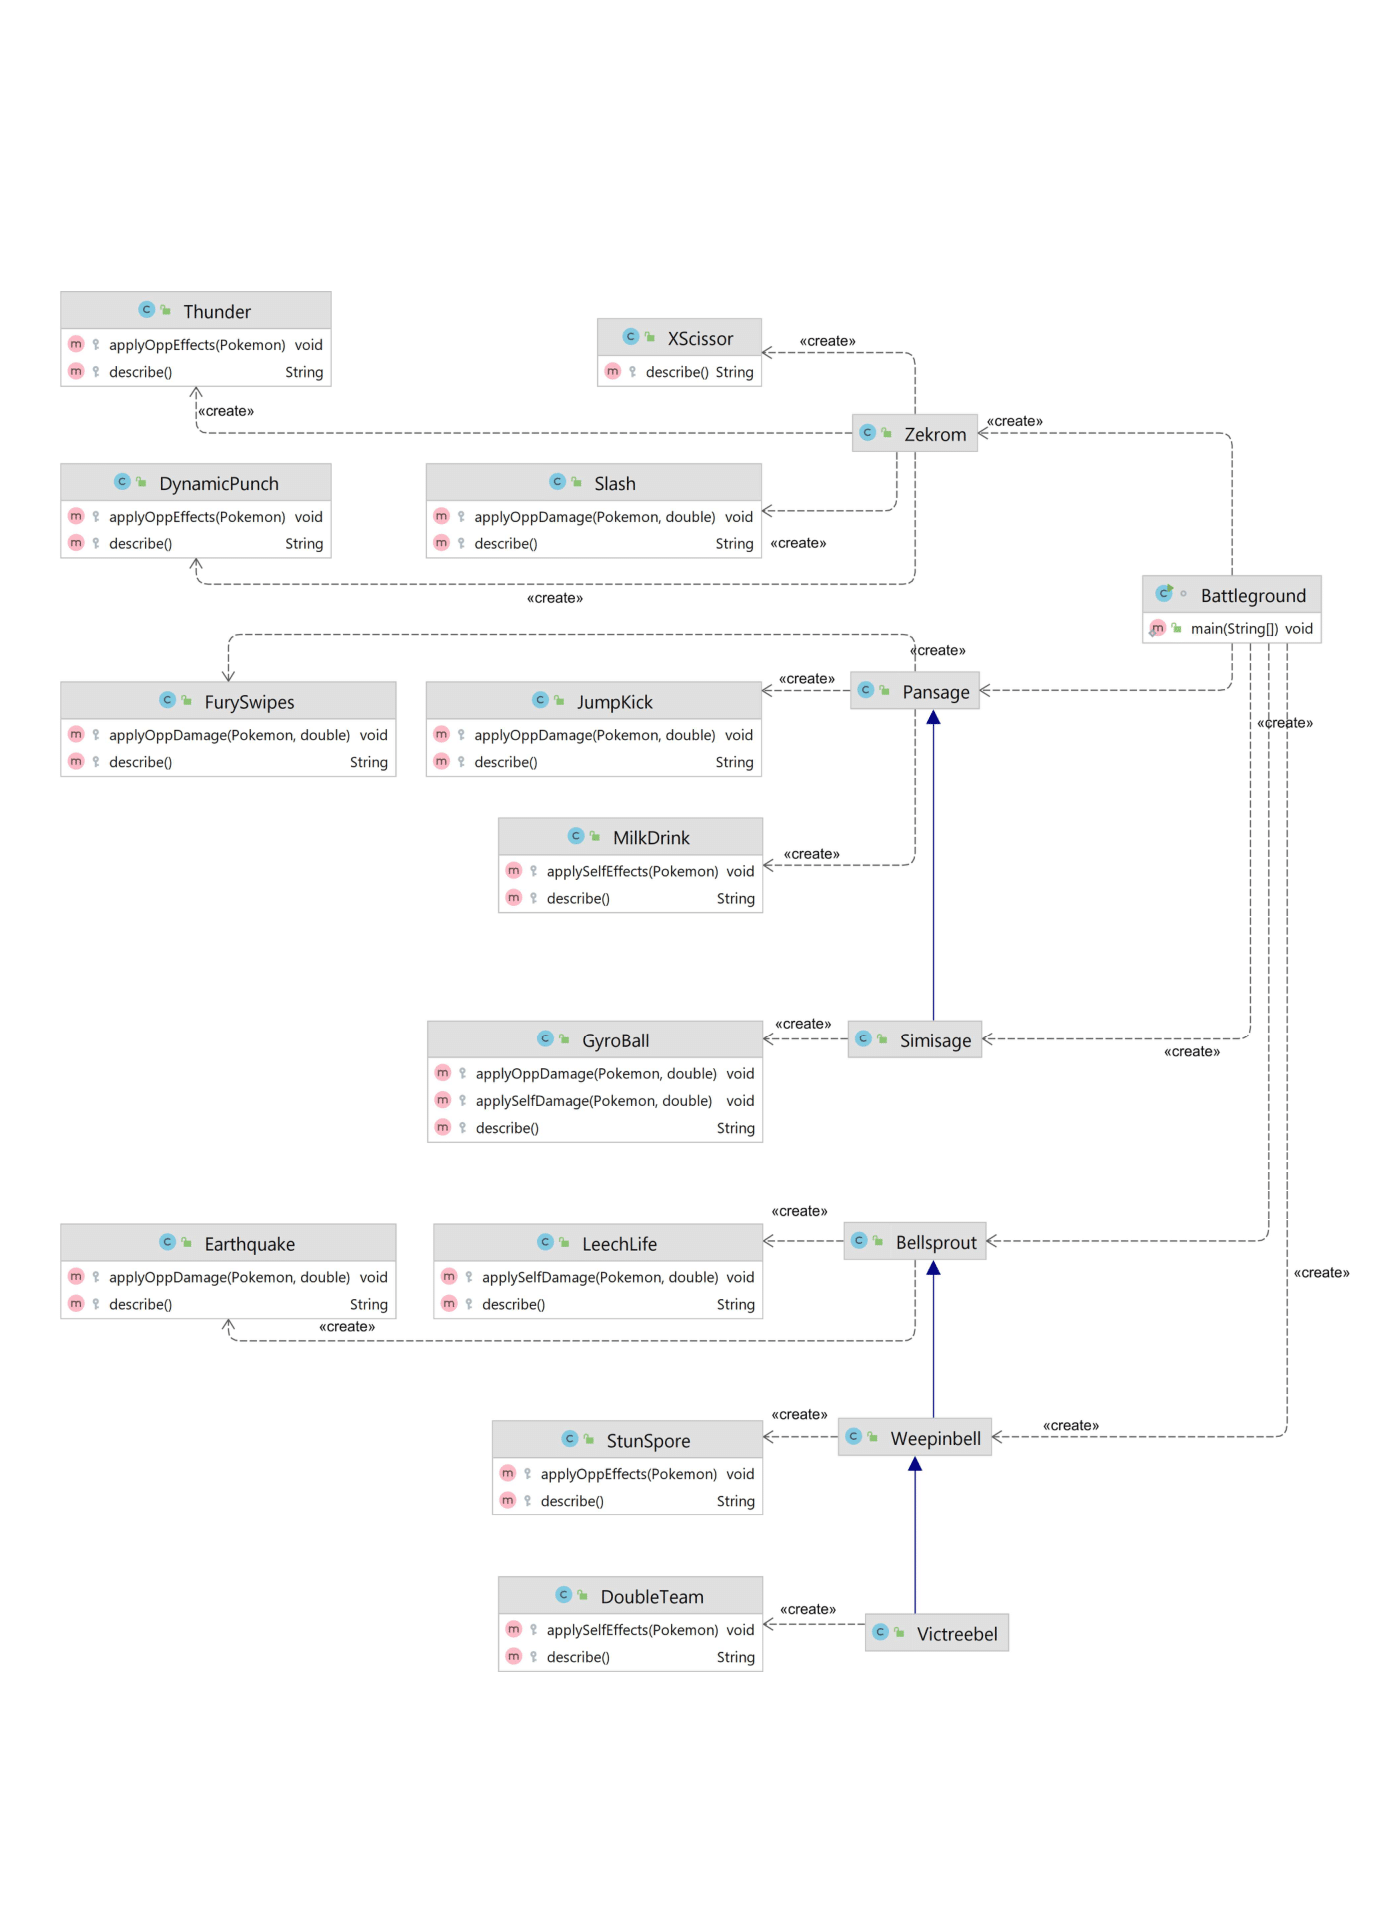 Thunder
applyOppEffects(Pokemon) void
describe() String
XScissor
describe() String
«create»
«create»
Zekrom
«create»
DynamicPunch
applyOppEffects(Pokemon) void
describe() String
Slash
applyOppDamage(Pokemon, double) void
describe() String
«create»
«create»
Battleground
main(String[]) void
«create»
FurySwipes
applyOppDamage(Pokemon, double) void
describe() String
JumpKick
applyOppDamage(Pokemon, double) void
describe() String
«create»
Pansage
«create»
MilkDrink
applySelfEffects(Pokemon) void
describe() String
«create»
GyroBall
applyOppDamage(Pokemon, double) void
applySelfDamage(Pokemon, double) void
describe() String
«create»
Simisage
«create»
Earthquake
applyOppDamage(Pokemon, double) void
describe() String
«create»
LeechLife
applySelfDamage(Pokemon, double) void
describe() String
«create»
Bellsprout
«create»
StunSpore
applyOppEffects(Pokemon) void
describe() String
«create»
Weepinbell
«create»
DoubleTeam
applySelfEffects(Pokemon) void
describe() String
«create»
Victreebel